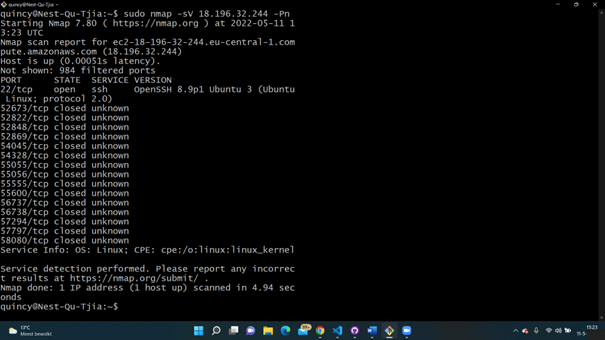 quincy@Nest-Qu-Tjia: ~
quincy@Nest-Qu-Tjia:~$ sudo nmap -sV 18.196.32.244 -Pn
Starting Nmap 7.80 ( https://nmap.org ) at 2022-05-11 1
3:23 UTC
Nmap scan report for ec2-18-196-32-244.eu-central-1.com
pute.amazonaws.com (18.196.32.244)
Host is up (0.00051s latency).
Not shown: 984 filtered ports
PORT STATE SERVICE VERSION
22/tcp open ssh OpenSSH 8.9p1 Ubuntu 3 (Ubuntu
Linux; protocol 2.0)
52673/tcp closed unknown
52822/tcp closed unknown
52848/tcp closed unknown
52869/tcp closed unknown
54045/tcp closed unknown
54328/tcp closed unknown
55055/tcp closed unknown
55056/tcp closed unknown
55555/tcp closed unknown
55600/tcp closed unknown
56737/tcp closed unknown
56738/tcp closed unknown
57294/tcp closed unknown
57797/tcp closed unknown
58080/tcp closed unknown
Service Info: OS: Linux; CPE: cpe:/o:linux:linux_kernel
Service detection performed. Please report any incorrec
t results at https://nmap.org/submit/ .
Nmap done: 1 IP address (1 host up) scanned in 4.94 sec
onds
quincy@Nest-Qu-Tjia:~$
13°C
Meest bewolkt
99+
15:23
11-5-